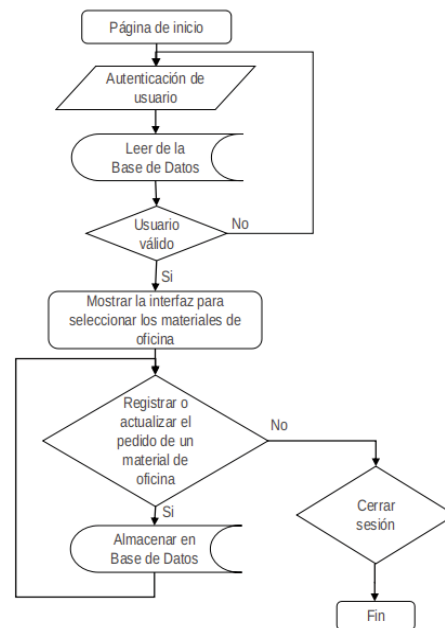 Página de inicio
Autenticación de
usuario
Leer de la
Base de Datos
Usuario
válido
No
Si
Mostrar la interfaz para
seleccionar los materiales de
oficina
Registrar o
actualizar el
pedido de un
material de
oficina
No
Si
Cerrar
sesión
Almacenar en
Base de Datos
Fin